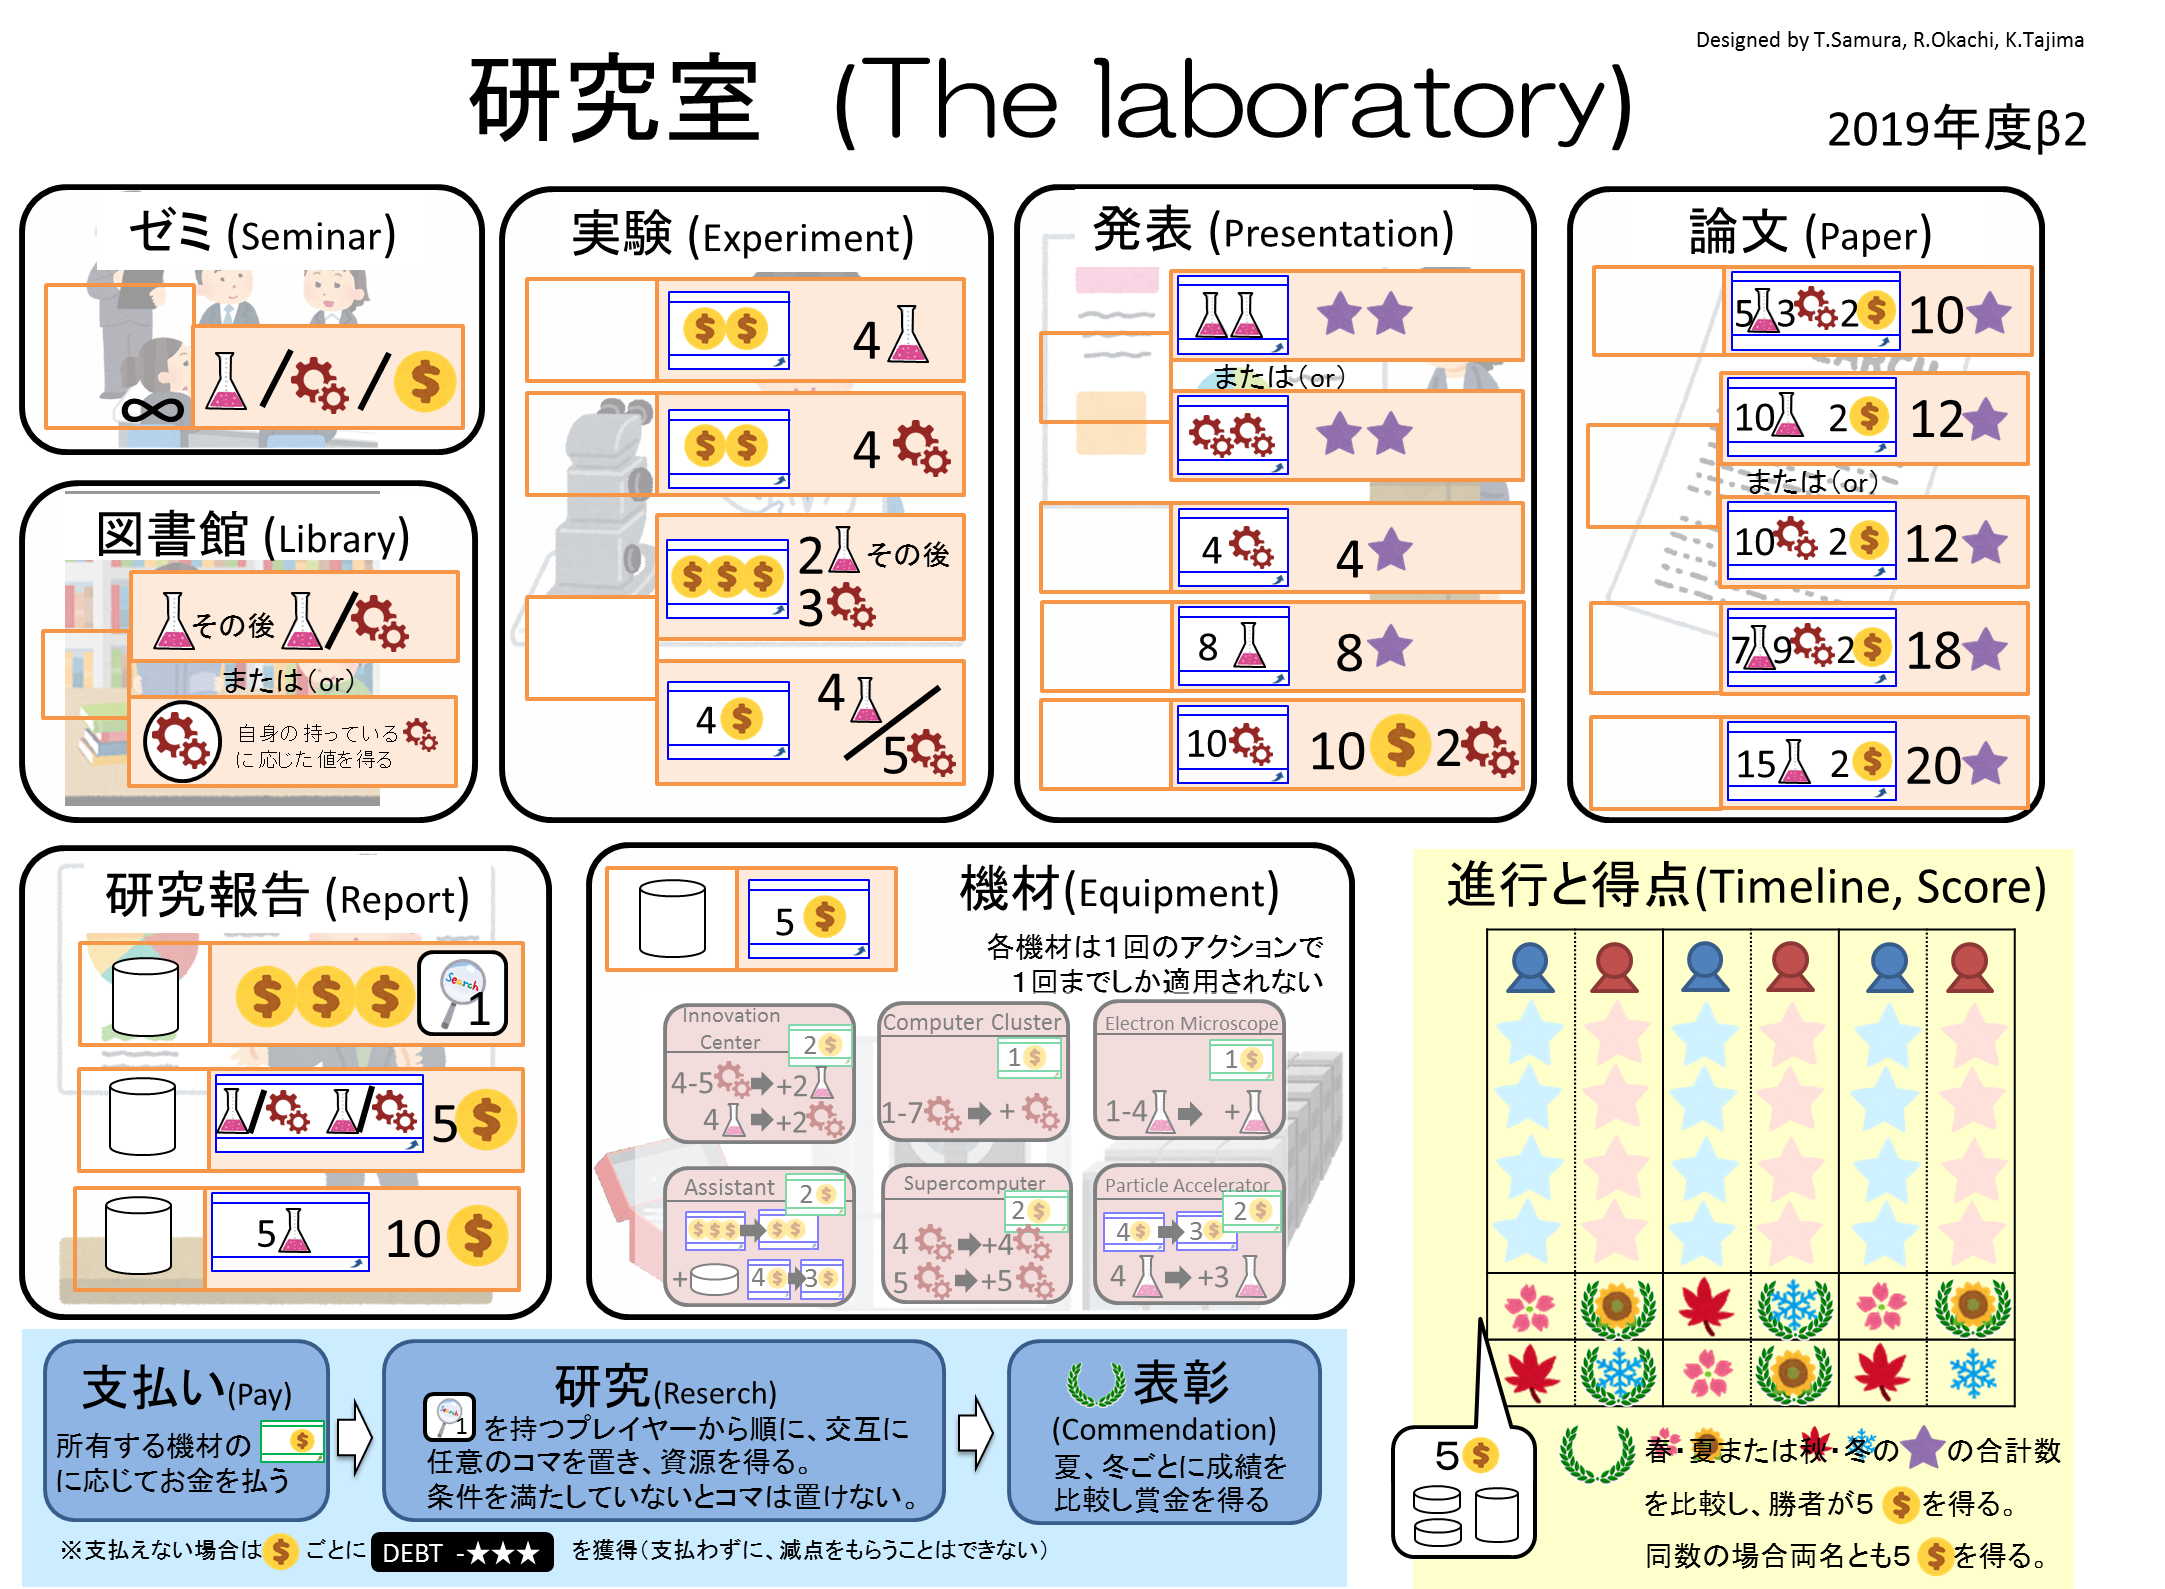 Designed by T.Samura, R.Okachi, K.Tajima
研究室 (The laboratory)
2019年度β2
ゼミ (Seminar)
∞ / / $
図書館 (Library)
その後 /
または(or)
自身の持っている
に応じた値を得る
実験 (Experiment)
$$ 4
$$ 4
$$$ 2 その後
3
4 $ 4 / 5
発表 (Presentation)
または(or)
4 4
8 8
10 10 $ 2
論文 (Paper)
5 3 2 $ 10
10 2 $ 12
または(or)
10 2 $ 12
7 9 2 $ 18
15 2 $ 20
研究報告 (Report)
$$$ Search 1
/ / 5 $
5 10 $
機材(Equipment)
5 $
各機材は1回のアクションで
1回までしか適用されない
Innovation
Center
2 $
4-5 +2
4 +2
Computer Cluster
1 $
1-7 +
Electron Microscope
1 $
1-4 +
Assistant
2 $
$$$ $$
+ 4 $ 3 $
Supercomputer
2 $
4 +4
5 +5
Particle Accelerator
2 $
4 $ 3 $
4 +3
進行と得点(Timeline, Score)
5 $
春・夏または秋・冬の の合計数
を比較し、勝者が5 $ を得る。
同数の場合両名とも5 $ を得る。
支払い(Pay)
所有する機材の $
に応じてお金を払う
研究(Reserch)
Search 1 を持つプレイヤーから順に、交互に
任意のコマを置き、資源を得る。
条件を満たしていないとコマは置けない。
表彰
(Commendation)
夏、冬ごとに成績を
比較し賞金を得る
※支払えない場合は $ ごとに DEBT -★★★ を獲得(支払わずに、減点をもらうことはできない)